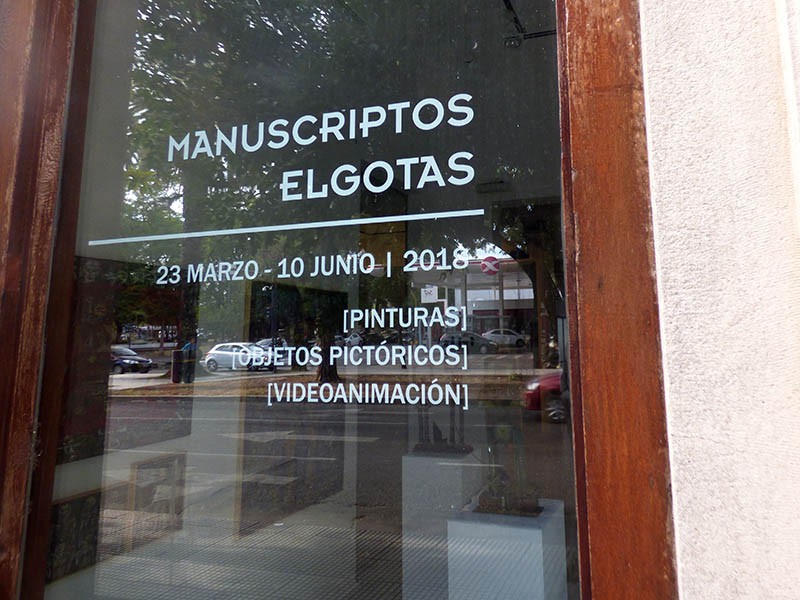 MANUSCRIPTOS
ELGOTAS
23 MARZO - 10 JUNIO | 2018
[PINTURAS]
[OBJETOS PICTÓRICOS]
[VIDEOANIMACIÓN]